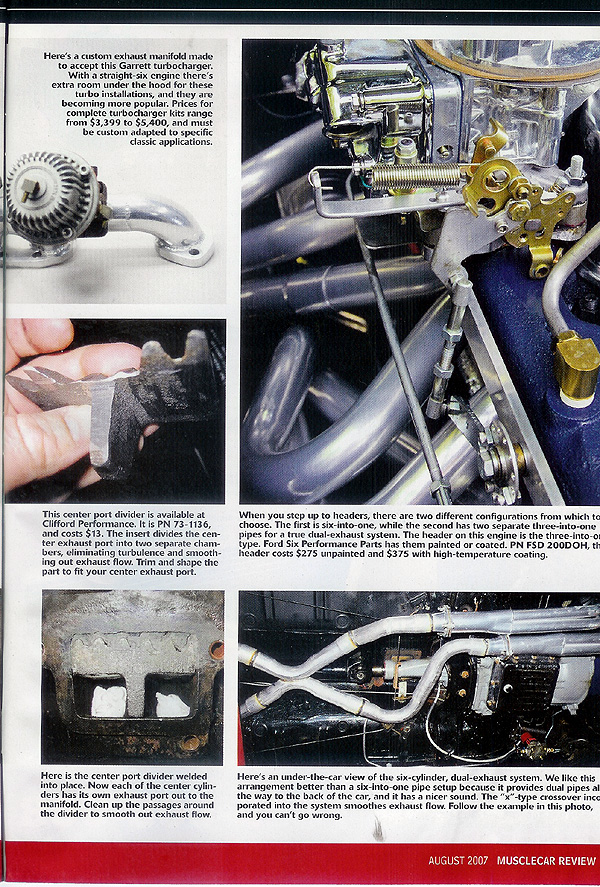 Here's a custom exhaust manifold made
to accept this Garrett turbocharger.
With a straight-six engine there's
extra room under the hood for these
turbo installations, and they are
becoming more popular. Prices for
complete turbocharger kits range
from $3,399 to $5,400, and must
be custom adapted to specific
classic applications.
This center port divider is available at
Clifford Performance. It is PN 73-1136,
and costs $13. The insert divides the cen-
ter exhaust port into two separate cham-
bers, eliminating turbulence and smooth-
ing out exhaust flow. Trim and shape the
part to fit your center exhaust port.
When you step up to headers, there are two different configurations from which to
choose. The first is six-into-one, while the second has two separate three-into-one
pipes for a true dual-exhaust system. The header on this engine is the three-into-on
type. Ford Six Performance Parts has them painted or coated. PN FSD 200DOH, th
header costs $275 unpainted and $375 with high-temperature coating.
Here is the center port divider welded
into place. Now each of the center cylin-
ders has its own exhaust port out to the
manifold. Clean up the passages around
the divider to smooth out exhaust flow.
Here's an under-the-car view of the six-cylinder, dual-exhaust system. We like this
arrangement better than a six-into-one pipe setup because it provides dual pipes al
the way to the back of the car, and it has a nicer sound. The "x"-type crossover inco
porated into the system smoothes exhaust flow. Follow the example in this photo,
and you can't go wrong.
AUGUST 2007 MUSCLECAR REVIEW